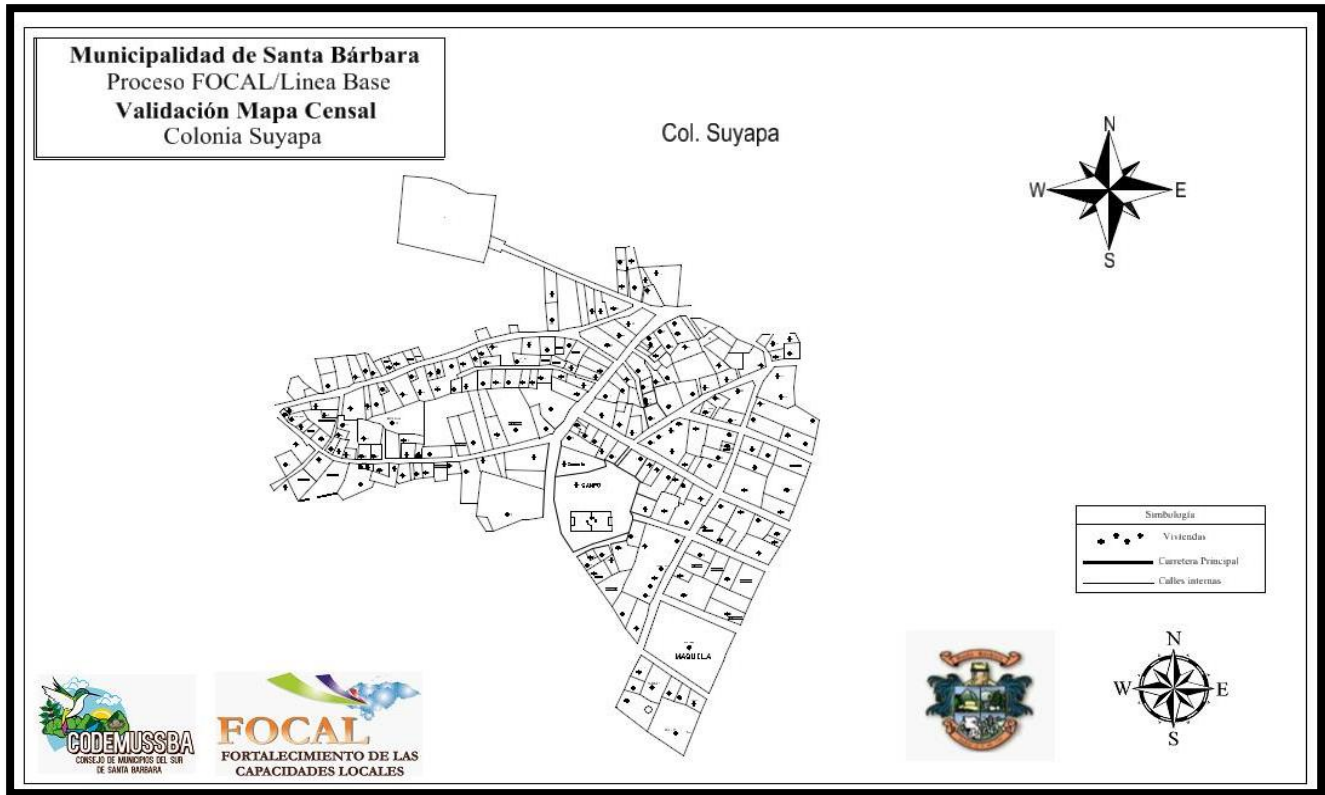 Municipalidad de Santa Bárbara
Proceso FOCAL/Linea Base
Validación Mapa Censal
Colonia Suyapa
Col. Suyapa
N
W E
S
CAMPO
Simbología
Viviendas
Carretera Principal
Calles internas
MAQUILA
N
W E
S
CODEMUSSBA
CONSEJO DE MUNICIPIOS DEL SUR
DE SANTA BARBARA
FOCAL
FORTALECIMIENTO DE LAS
CAPACIDADES LOCALES